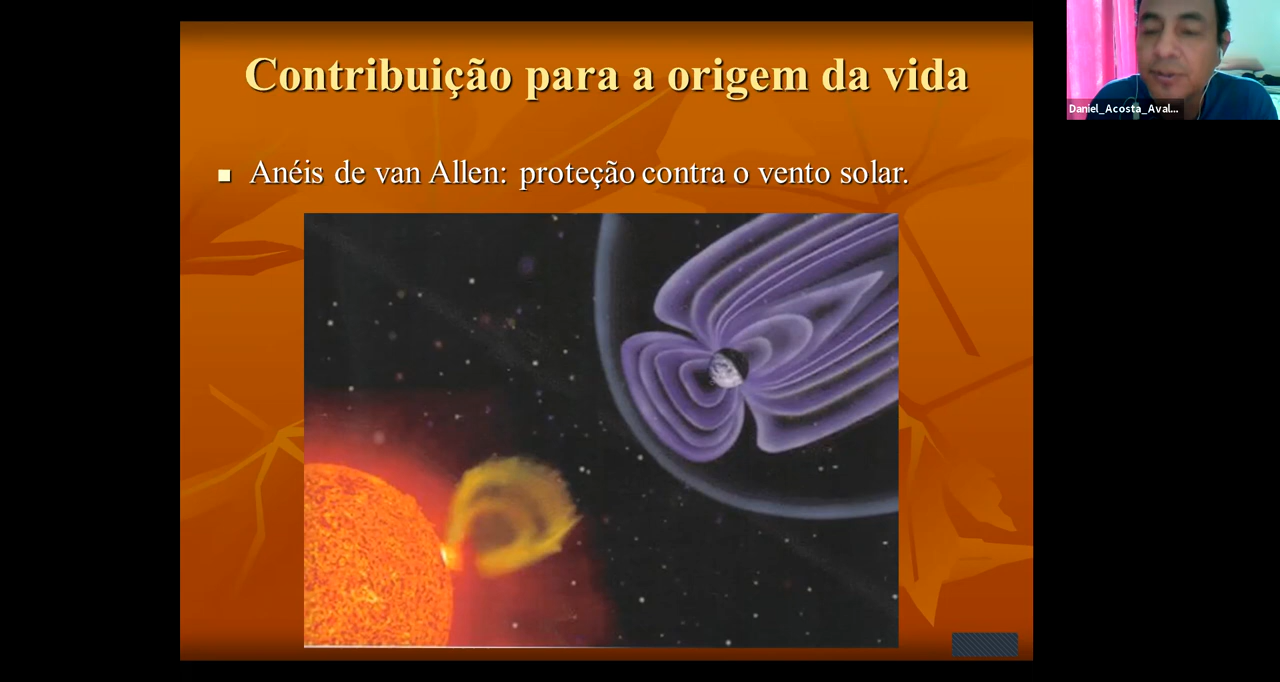 Contribuição para a origem da vida
Anéis de van Allen: proteção contra o vento solar.
Daniel_Acosta_Aval...